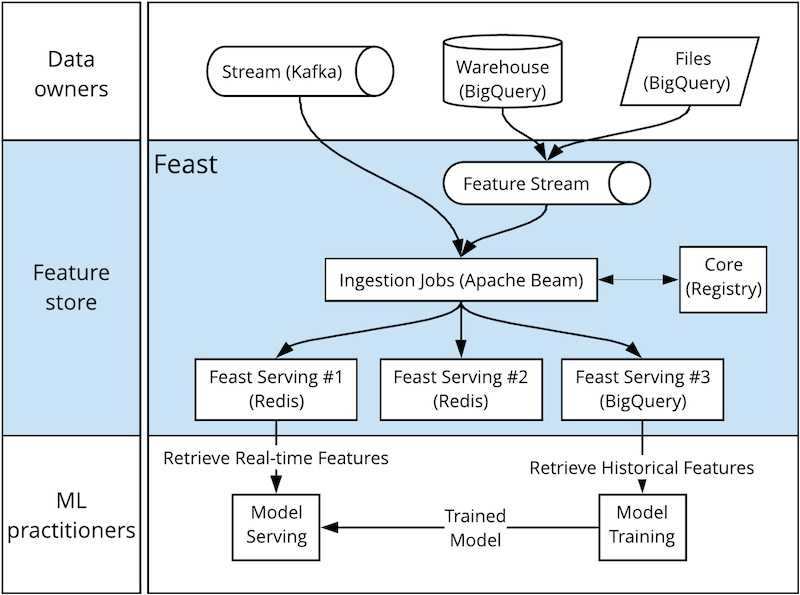 Data
owners
Stream (Kafka)
Warehouse
(BigQuery)
Files
(BigQuery)
Feature
store
Feast
Feature Stream
Ingestion Jobs (Apache Beam)
Core
(Registry)
Feast Serving #1
(Redis)
Feast Serving #2
(Redis)
Feast Serving #3
(BigQuery)
ML
practitioners
Retrieve Real-time Features
Retrieve Historical Features
Model
Serving
Trained
Model
Model
Training